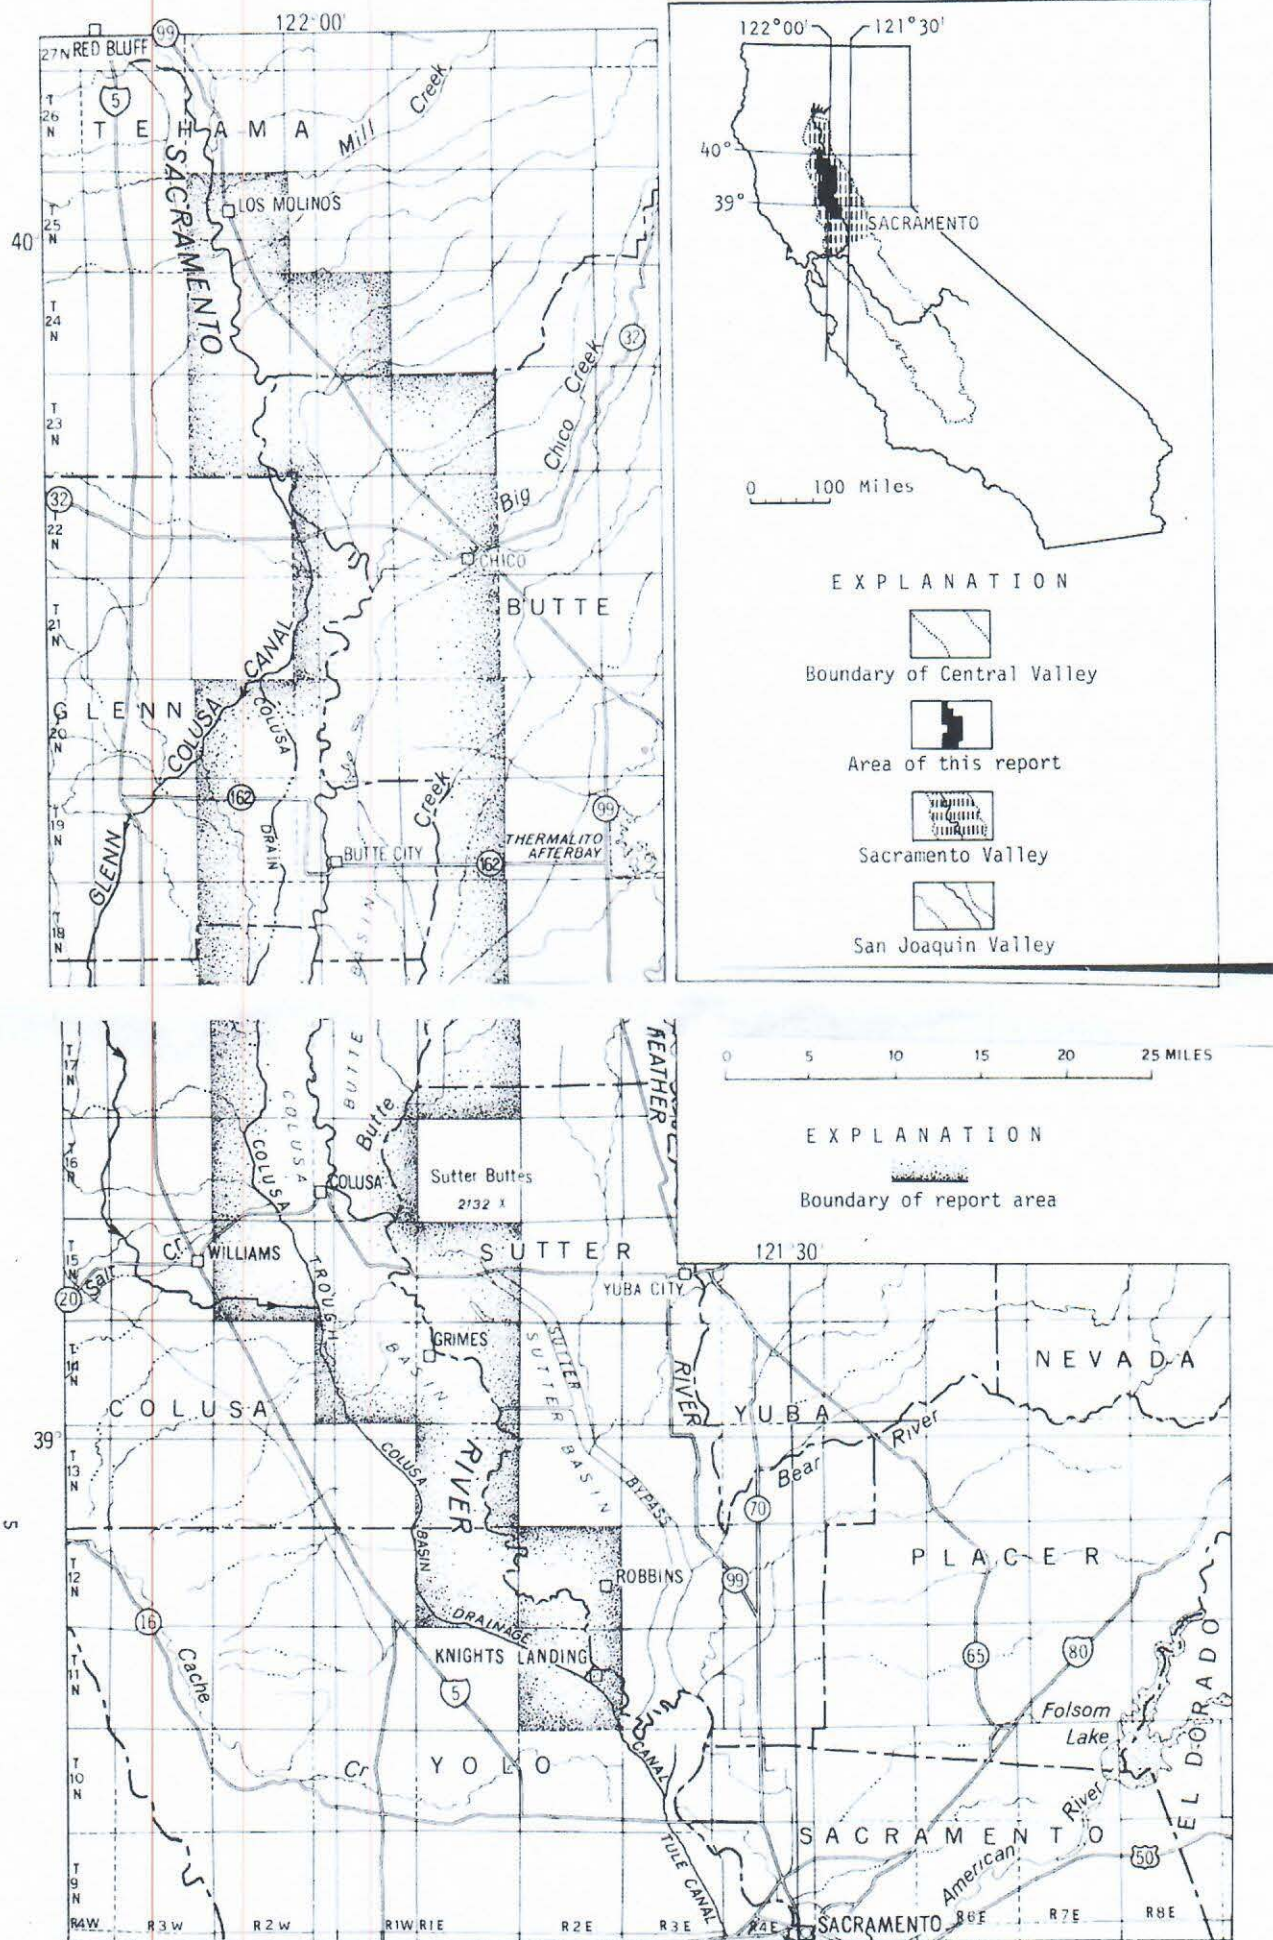 122°00'
99
27N RED BLUFF
5
T
26
N
TEHAMA
Mill Creek
SACRAMENTO
LOS MOLINOS
T
25
N
40°
T
24
N
32
T
23
N
Big Chico Creek
32
T
22
N
CHICO
BUTTE
T
21
N
GLENN
T
20
N
GLENN COLUSA CANAL
COLUSA
DRAIN
162
Creek
99
T
19
N
BUTTE CITY
162
THERMALITO
AFTERBAY
T
18
N
BASIN
122°00'
121°30'
40°
39°
SACRAMENTO
0 100 Miles
EXPLANATION
Boundary of Central Valley
Area of this report
Sacramento Valley
San Joaquin Valley
T
17
N
BUTTE
Butte
COLUSA
COLUSA
FEATHER
0 5 10 15 20 25 MILES
EXPLANATION
Boundary of report area
T
16
N
COLUSA
Sutter Buttes
2132 X
T
15
N
Salt Cr
WILLIAMS
TROUGH
SUTTER
121°30'
20
YUBA CITY
T
14
N
GRIMES
BASIN
SUTTER
SUTTER
BASIN
BYPASS
RIVER
NEVADA
COLUSA
YUBA
39°
T
13
N
COLUSA
BASIN
RIVER
Bear River
70
5
T
12
N
ROBBINS
99
PLACER
16
DRAINAGE
T
11
N
Cache
KNIGHTS LANDING
5
65
80
Folsom
Lake
EL DORADO
T
10
N
Cr
YOLO
CANAL
SACRAMENTO
American River
50
T
9
N
TULE CANAL
R4W R3W R2W R1W R1E R2E R3E R4E SACRAMENTO R6E R7E R8E